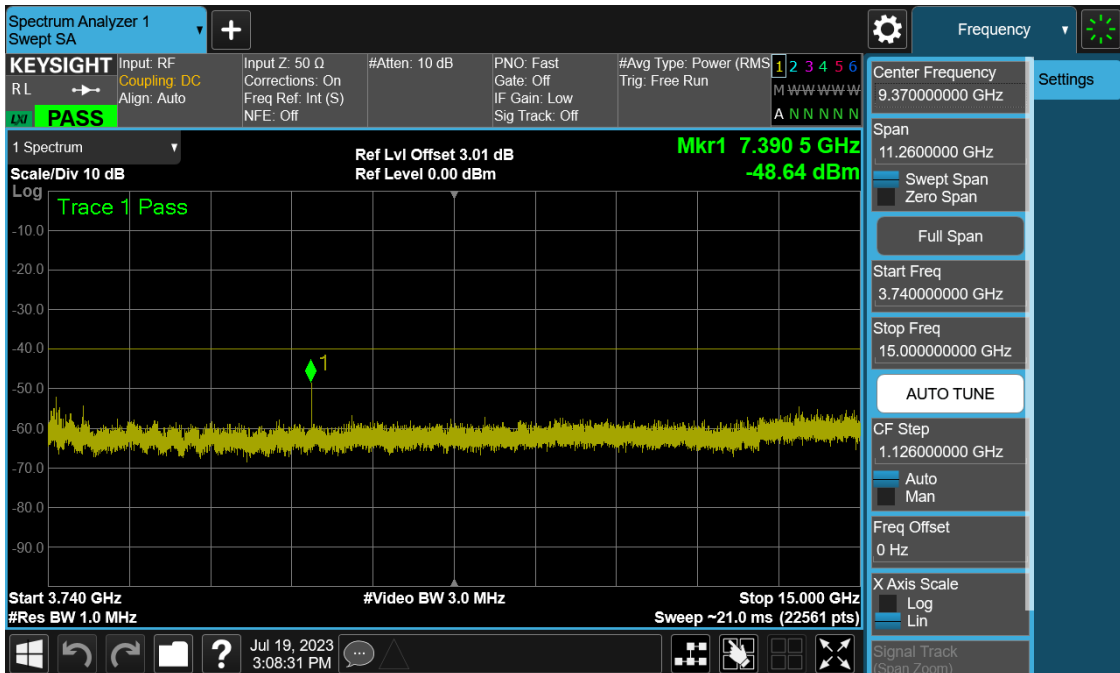 Spectrum Analyzer 1
Swept SA
+
Frequency
KEYSIGHT
R L
LXI
PASS
Input: RF
Coupling: DC
Align: Auto
Input Z: 50 Ω
Corrections: On
Freq Ref: Int (S)
NFE: Off
#Atten: 10 dB
PNO: Fast
Gate: Off
IF Gain: Low
Sig Track: Off
#Avg Type: Power (RMS
Trig: Free Run
1 2 3 4 5 6
M W W W W W
A N N N N N
1 Spectrum
Scale/Div 10 dB
Ref Lvl Offset 3.01 dB
Ref Level 0.00 dBm
Mkr1 7.390 5 GHz
-48.64 dBm
Log
Trace 1 Pass
-10.0
-20.0
-30.0
-40.0
1
-50.0
-60.0
-70.0
-80.0
-90.0
Start 3.740 GHz
#Res BW 1.0 MHz
#Video BW 3.0 MHz
Stop 15.000 GHz
Sweep ~21.0 ms (22561 pts)
Center Frequency
9.370000000 GHz
Span
11.2600000 GHz
Swept Span
Zero Span
Full Span
Start Freq
3.740000000 GHz
Stop Freq
15.000000000 GHz
AUTO TUNE
CF Step
1.126000000 GHz
Auto
Man
Freq Offset
0 Hz
X Axis Scale
Log
Lin
Signal Track
(Span Zoom)
Settings
?
Jul 19, 2023
3:08:31 PM